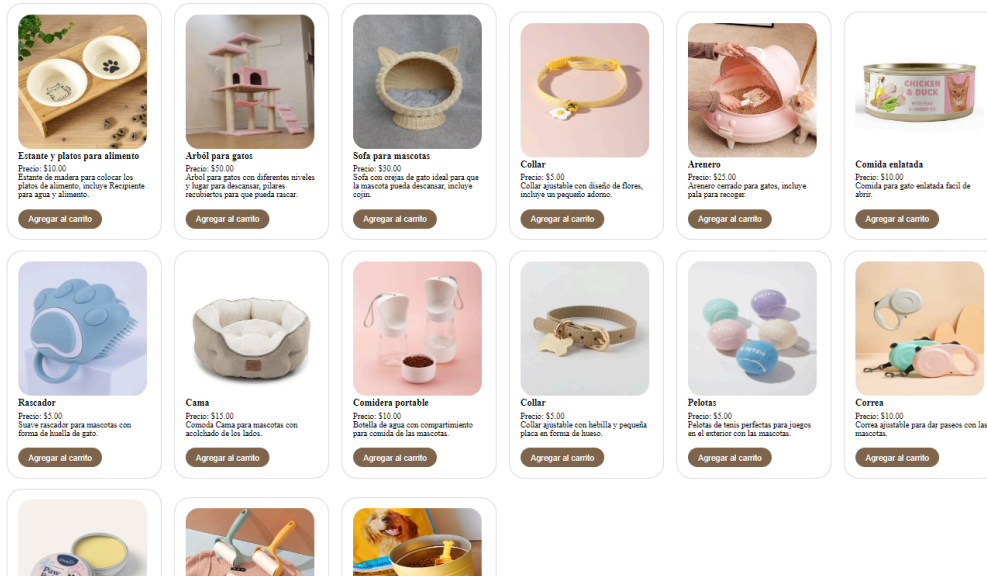 Estante y platos para alimento
Precio: $10.00
Estante de madera para colocar los
platos de alimento, incluye Recipiente
para agua y alimento.
Agregar al carrito
Arból para gatos
Precio: $50.00
Arbol para gatos con diferentes niveles
y lugar para descansar, pilares
recubiertos para que pueda rascar.
Agregar al carrito
Sofa para mascotas
Precio: $30.00
Sofa con orejas de gato ideal para que
la mascota pueda descansar, incluye
cojin.
Agregar al carrito
Collar
Precio: $5.00
Collar ajustable con diseño de flores,
incluye un pequeño adorno.
Agregar al carrito
Arenero
Precio: $25.00
Arenero cerrado para gatos, incluye
pala para recoger.
Agregar al carrito
CHICKEN
& DUCK
Comida enlatada
Precio: $10.00
Comida para gato enlatada facil de
abrir.
Agregar al carrito
Rascador
Precio: $5.00
Suave rascador para mascotas con
forma de huella de gato.
Agregar al carrito
Cama
Precio: $15.00
Comoda Cama para mascotas con
acolchado de los lados.
Agregar al carrito
Comidera portable
Precio: $10.00
Botella de agua con compartimiento
para comida de las mascotas.
Agregar al carrito
Collar
Precio: $5.00
Collar ajustable con hebilla y pequeña
placa en forma de hueso.
Agregar al carrito
Pelotas
Precio: $5.00
Pelotas de tenis perfectas para juegos
en el exterior con las mascotas.
Agregar al carrito
Correa
Precio: $10.00
Correa ajustable para dar paseos con las
mascotas.
Agregar al carrito
Paw